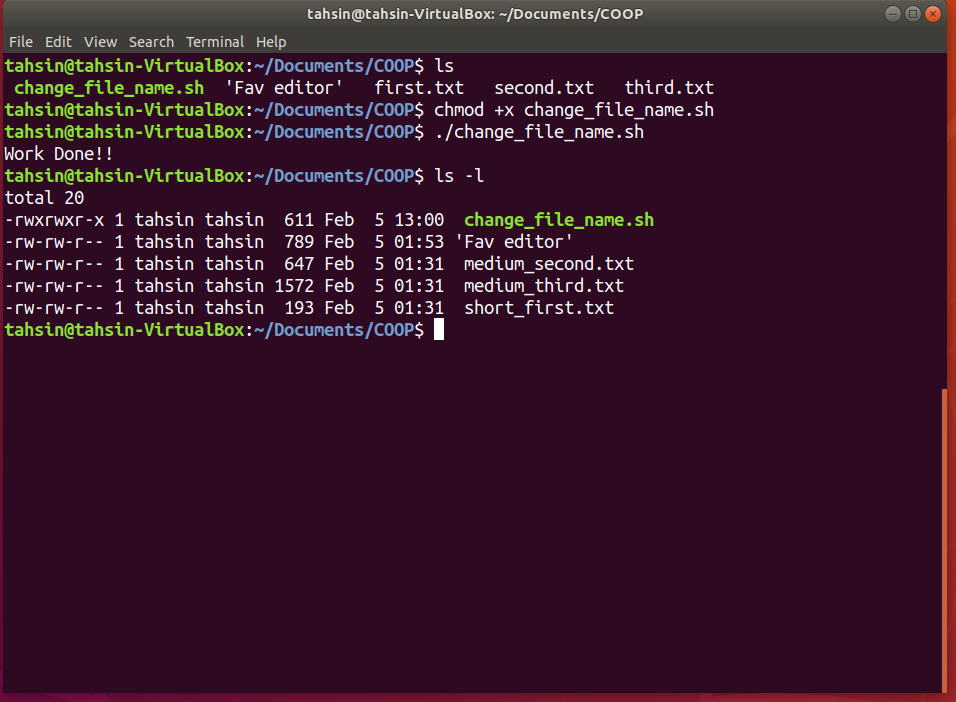 tahsin@tahsin-VirtualBox: ~/Documents/COOP
File Edit View Search Terminal Help
tahsin@tahsin-VirtualBox:~/Documents/COOP$ ls
 change_file_name.sh  'Fav editor'   first.txt   second.txt   third.txt
tahsin@tahsin-VirtualBox:~/Documents/COOP$ chmod +x change_file_name.sh
tahsin@tahsin-VirtualBox:~/Documents/COOP$ ./change_file_name.sh
Work Done!!
tahsin@tahsin-VirtualBox:~/Documents/COOP$ ls -l
total 20
-rwxrwxr-x 1 tahsin tahsin  611 Feb  5 13:00  change_file_name.sh
-rw-rw-r-- 1 tahsin tahsin  789 Feb  5 01:53 'Fav editor'
-rw-rw-r-- 1 tahsin tahsin  647 Feb  5 01:31  medium_second.txt
-rw-rw-r-- 1 tahsin tahsin 1572 Feb  5 01:31  medium_third.txt
-rw-rw-r-- 1 tahsin tahsin  193 Feb  5 01:31  short_first.txt
tahsin@tahsin-VirtualBox:~/Documents/COOP$